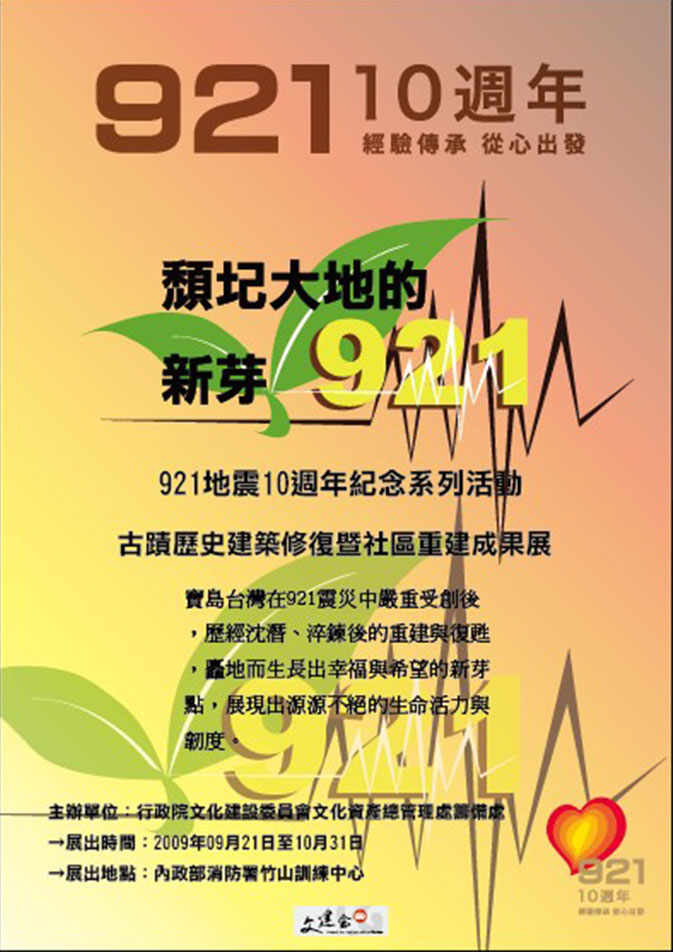 921 10週年
經驗傳承 從心出發
頹圮大地的
新芽 921
921地震10週年紀念系列活動
古蹟歷史建築修復暨社區重建成果展
寶島台灣在921震災中嚴重受創後
，歷經沈潛、淬鍊後的重建與復甦
，矗地而生長出幸福與希望的新芽
點，展現出源源不絕的生命活力與
韌度。
921
主辦單位：行政院文化建設委員會文化資產總管理處籌備處
→展出時間：2009年09月21日至10月31日
→展出地點：內政部消防署竹山訓練中心
921
10週年
經驗傳承 從心出發
文建會